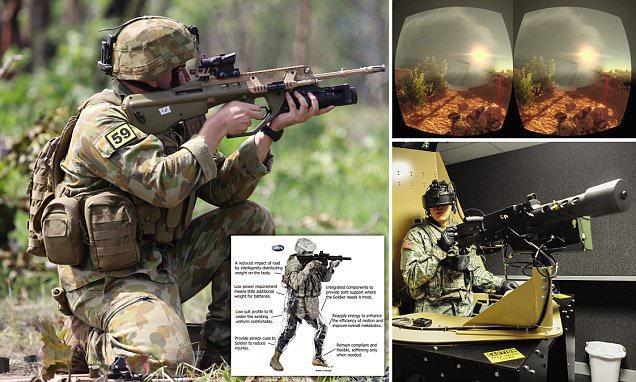 59
A reduced impact of load
by intelligently distributing
weight on the body.
Low power requirement
means little additional
weight for batteries.
Low suit profile to fit
under the existing
uniform comfortably.
Provide sensor cues to
Soldier to reduce
injuries.
Integrated components to
provide joint support where
the Soldier needs it most.
Reapply energy to enhance
the efficiency of motion and
improve overall metabolics.
Remain compliant and
flexible, stiffening only
when needed.
CAUTION